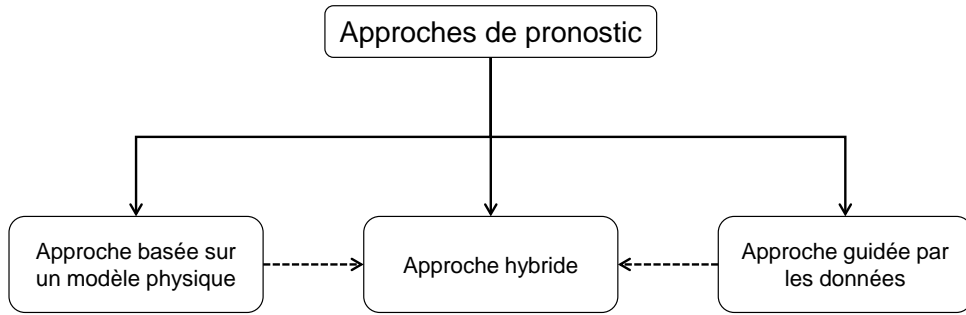 Approches de pronostic
Approche basée sur
un modèle physique
Approche hybride
Approche guidée par
les données